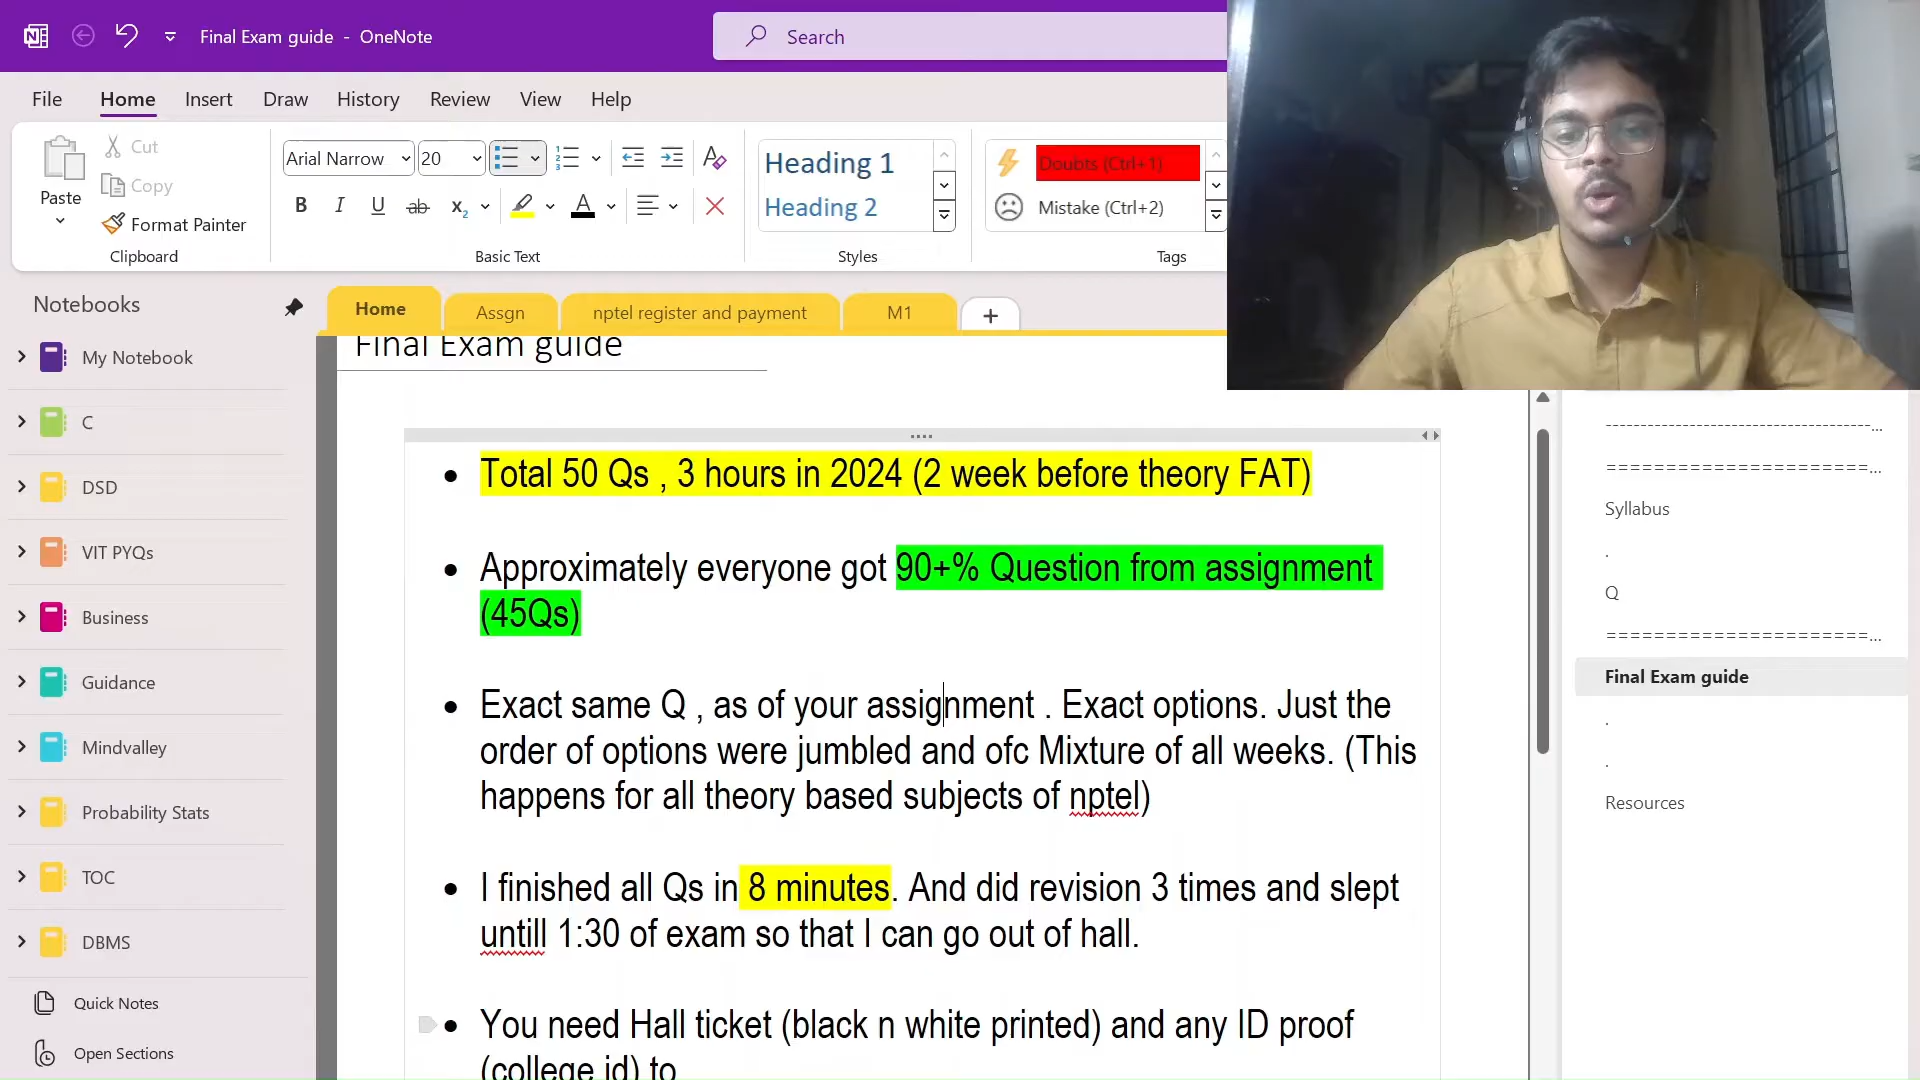 Final Exam guide - OneNote
Search
File Home Insert Draw History Review View Help
Paste
Cut
Copy
Format Painter
Clipboard
Arial Narrow 20
B I U ab x2 A
Basic Text
Heading 1
Heading 2
Styles
Doubts (Ctrl+1)
Mistake (Ctrl+2)
Tags
Notebooks
My Notebook
C
DSD
VIT PYQs
Business
Guidance
Mindvalley
Probability Stats
TOC
DBMS
Quick Notes
Open Sections
Home Assgn nptel register and payment M1 +
Final Exam guide
• Total 50 Qs , 3 hours in 2024 (2 week before theory FAT)
• Approximately everyone got 90+% Question from assignment
(45Qs)
• Exact same Q , as of your assignment . Exact options. Just the
order of options were jumbled and ofc Mixture of all weeks. (This
happens for all theory based subjects of nptel)
• I finished all Qs in 8 minutes. And did revision 3 times and slept
untill 1:30 of exam so that I can go out of hall.
• You need Hall ticket (black n white printed) and any ID proof
(college id) to
-------------------------------------...
======================...
Syllabus
.
Q
======================...
Final Exam guide
.
.
Resources